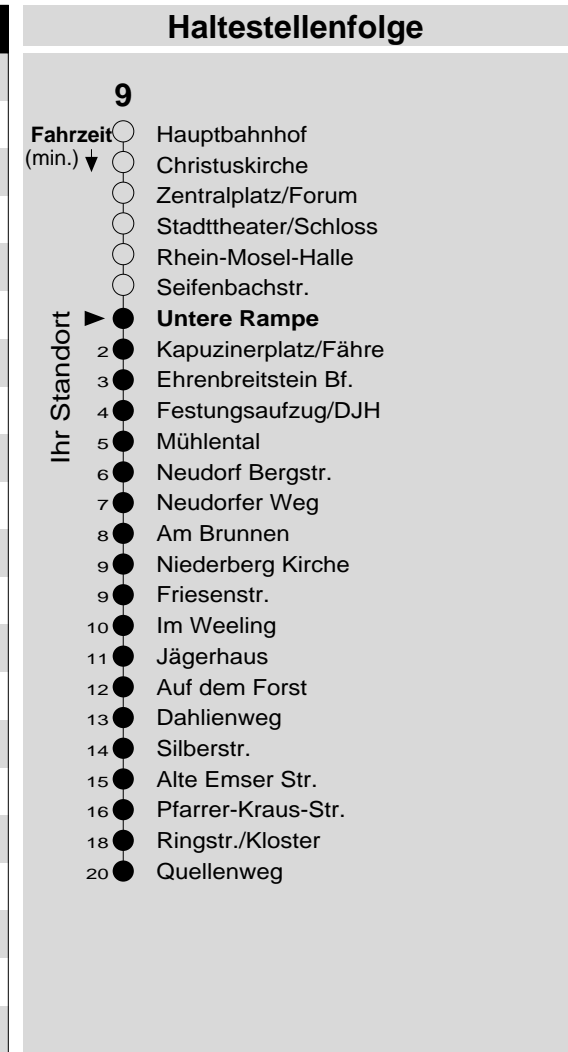 Haltestellenfolge
9
Fahrzeit Hauptbahnhof
(min.) Christuskirche
Zentralplatz/Forum
Stadttheater/Schloss
Rhein-Mosel-Halle
Seifenbachstr.
Ihr Standort
Untere Rampe
2 Kapuzinerplatz/Fähre
3 Ehrenbreitstein Bf.
4 Festungsaufzug/DJH
5 Mühlental
6 Neudorf Bergstr.
7 Neudorfer Weg
8 Am Brunnen
9 Niederberg Kirche
9 Friesenstr.
10 Im Weeling
11 Jägerhaus
12 Auf dem Forst
13 Dahlienweg
14 Silberstr.
15 Alte Emser Str.
16 Pfarrer-Kraus-Str.
18 Ringstr./Kloster
20 Quellenweg